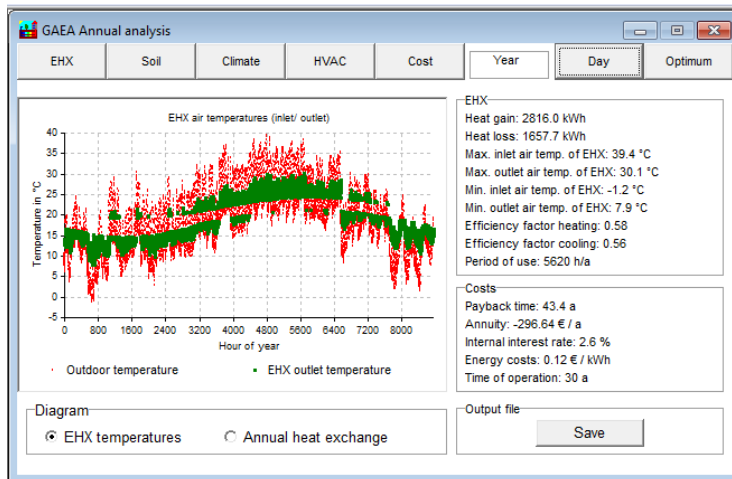 GAEA Annual analysis
EHX Soil Climate HVAC Cost Year Day Optimum
EHX air temperatures (inlet/ outlet)
Temperature in °C
40
35
30
25
20
15
10
5
0
-5
0 800 1600 2400 3200 4000 4800 5600 6400 7200 8000
Hour of year
Outdoor temperature EHX outlet temperature
Diagram
EHX temperatures Annual heat exchange
EHX
Heat gain: 2816.0 kWh
Heat loss: 1657.7 kWh
Max. inlet air temp. of EHX: 39.4 °C
Max. outlet air temp. of EHX: 30.1 °C
Min. inlet air temp. of EHX: -1.2 °C
Min. outlet air temp. of EHX: 7.9 °C
Efficiency factor heating: 0.58
Efficiency factor cooling: 0.56
Period of use: 5620 h/a
Costs
Payback time: 43.4 a
Annuity: -296.64 € / a
Internal interest rate: 2.6 %
Energy costs: 0.12 € / kWh
Time of operation: 30 a
Output file
Save